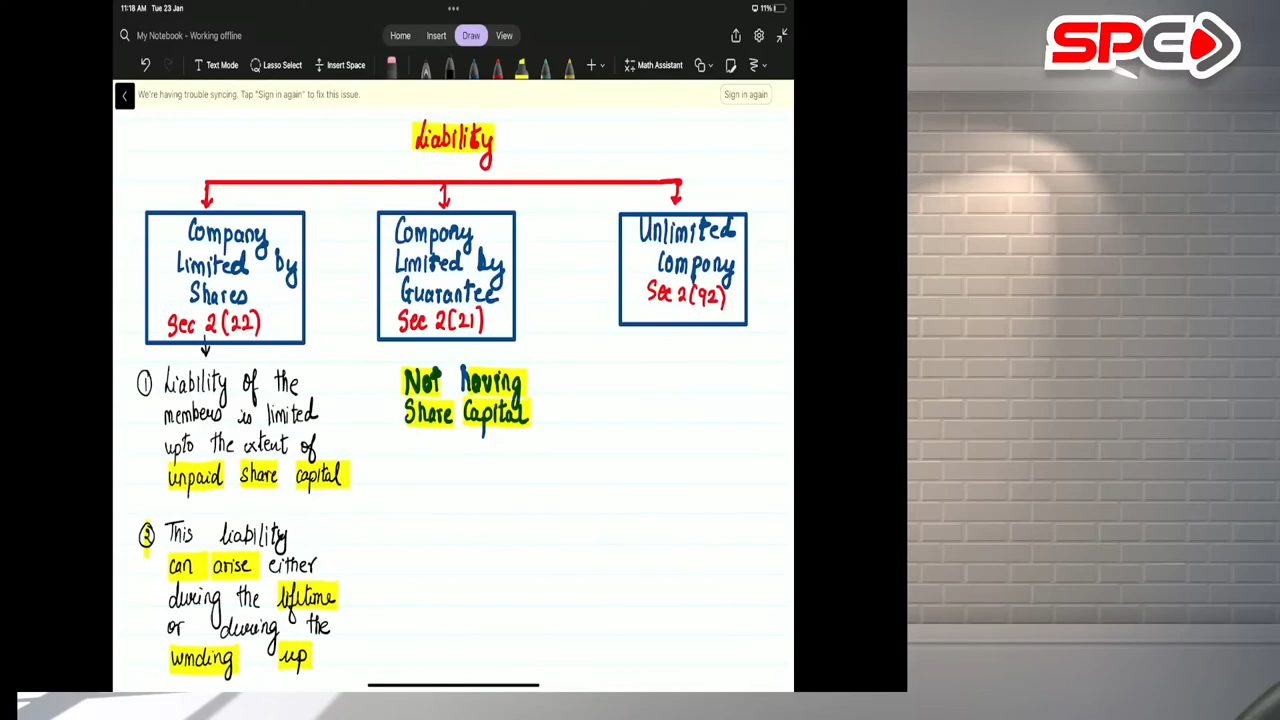 11:18 AM Tue 23 Jan
11%
My Notebook - Working offline
Home Insert Draw View
Text Mode Lasso Select Insert Space Math Assistant
We're having trouble syncing. Tap "Sign in again" to fix this issue.
Sign in again
SPE
Liability
Company
Limited by
Shares
Sec 2(22)
Company
Limited by
Guarantee
Sec 2(21)
Unlimited
Company
Sec 2(92)
① Liability of the
members is limited
upto the extent of
unpaid share capital
② This liability
can arise either
during the lifetime
or during the
winding up
Not having
Share Capital